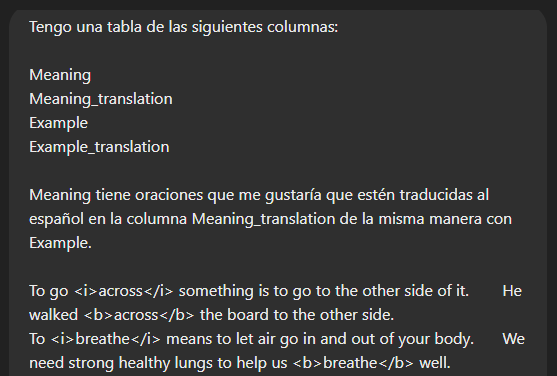 Tengo una tabla de las siguientes columnas:
Meaning
Meaning_translation
Example
Example_translation
Meaning tiene oraciones que me gustaría que estén traducidas al
español en la columna Meaning_translation de la misma manera con
Example.
To go <i>across</i> something is to go to the other side of it. He
walked <b>across</b> the board to the other side.
To <i>breathe</i> means to let air go in and out of your body. We
need strong healthy lungs to help us <b>breathe</b> well.